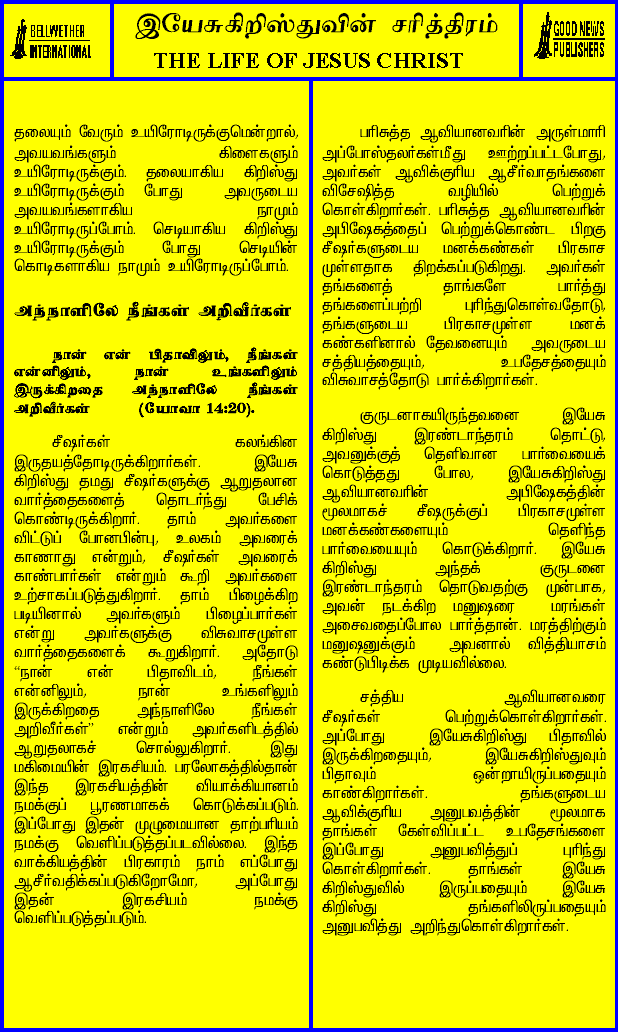 BELLWETHER
INTERNATIONAL
இயேசுகிறிஸ்துவின் சரித்திரம்
THE LIFE OF JESUS CHRIST
GOOD NEWS
PUBLISHERS
தலையும் வேரும் உயிரோடிருக்குமென்றால்,
அவயவங்களும் கிளைகளும்
உயிரோடிருக்கும். தலையாகிய கிறிஸ்து
உயிரோடிருக்கும் போது அவருடைய
அவயவங்களாகிய நாமும்
உயிரோடிருப்போம். செடியாகிய கிறிஸ்து
உயிரோடிருக்கும் போது செடியின்
கொடிகளாகிய நாமும் உயிரோடிருப்போம்.
அந்நாளிலே நீங்கள் அறிவீர்கள்
நான் என் பிதாவிலும், நீங்கள்
என்னிலும், நான் உங்களிலும்
இருக்கிறதை அந்நாளிலே நீங்கள்
அறிவீர்கள் (யோவா 14:20).
சீஷர்கள் கலங்கின
இருதயத்தோடிருக்கிறார்கள். இயேசு
கிறிஸ்து தமது சீஷர்களுக்கு ஆறுதலான
வார்த்தைகளைத் தொடர்ந்து பேசிக்
கொண்டிருக்கிறார். தாம் அவர்களை
விட்டுப் போனபின்பு, உலகம் அவரைக்
காணாது என்றும், சீஷர்கள் அவரைக்
காண்பார்கள் என்றும் கூறி அவர்களை
உற்சாகப்படுத்துகிறார். தாம் பிழைக்கிற
படியினால் அவர்களும் பிழைப்பார்கள்
என்று அவர்களுக்கு விசுவாசமுள்ள
வார்த்தைகளைக் கூறுகிறார். அதோடு
“நான் என் பிதாவிடம், நீங்கள்
என்னிலும், நான் உங்களிலும்
இருக்கிறதை அந்நாளிலே நீங்கள்
அறிவீர்கள்” என்றும் அவர்களிடத்தில்
ஆறுதலாகச் சொல்லுகிறார். இது
மகிமையின் இரகசியம். பரலோகத்தில்தான்
இந்த இரகசியத்தின் வியாக்கியானம்
நமக்குப் பூரணமாகக் கொடுக்கப்படும்.
இப்போது இதன் முழுமையான தாற்பரியம்
நமக்கு வெளிப்படுத்தப்படவில்லை. இந்த
வாக்கியத்தின் பிரகாரம் நாம் எப்போது
ஆசீர்வதிக்கப்படுகிறோமோ, அப்போது
இதன் இரகசியம் நமக்கு
வெளிப்படுத்தப்படும்.
பரிசுத்த ஆவியானவரின் அருள்மாரி
அப்போஸ்தலர்கள்மீது ஊற்றப்பட்டபோது,
அவர்கள் ஆவிக்குரிய ஆசீர்வாதங்களை
விசேஷித்த வழியில் பெற்றுக்
கொள்கிறார்கள். பரிசுத்த ஆவியானவரின்
அபிஷேகத்தைப் பெற்றுக்கொண்ட பிறகு
சீஷர்களுடைய மனக்கண்கள் பிரகாச
முள்ளதாக திறக்கப்படுகிறது. அவர்கள்
தங்களைத் தாங்களே பார்த்து
தங்களைப்பற்றி புரிந்துகொள்வதோடு,
தங்களுடைய பிரகாசமுள்ள மனக்
கண்களினால் தேவனையும் அவருடைய
சத்தியத்தையும், உபதேசத்தையும்
விசுவாசத்தோடு பார்க்கிறார்கள்.
குருடனாகயிருந்தவனை இயேசு
கிறிஸ்து இரண்டாந்தரம் தொட்டு,
அவனுக்குத் தெளிவான பார்வையைக்
கொடுத்தது போல, இயேசுகிறிஸ்து
ஆவியானவரின் அபிஷேகத்தின்
மூலமாகச் சீஷருக்குப் பிரகாசமுள்ள
மனக்கண்களையும் தெளிந்த
பார்வையையும் கொடுக்கிறார். இயேசு
கிறிஸ்து அந்தக் குருடனை
இரண்டாந்தரம் தொடுவதற்கு முன்பாக,
அவன் நடக்கிற மனுஷரை மரங்கள்
அசைவதைப்போல பார்த்தான். மரத்திற்கும்
மனுஷனுக்கும் அவனால் வித்தியாசம்
கண்டுபிடிக்க முடியவில்லை.
சத்திய ஆவியானவரை
சீஷர்கள் பெற்றுக்கொள்கிறார்கள்.
அப்போது இயேசுகிறிஸ்து பிதாவில்
இருக்கிறதையும், இயேசுகிறிஸ்துவும்
பிதாவும் ஒன்றாயிருப்பதையும்
காண்கிறார்கள். தங்களுடைய
ஆவிக்குரிய அனுபவத்தின் மூலமாக
தாங்கள் கேள்விப்பட்ட உபதேசங்களை
இப்போது அனுபவித்துப் புரிந்து
கொள்கிறார்கள். தாங்கள் இயேசு
கிறிஸ்துவில் இருப்பதையும் இயேசு
கிறிஸ்து தங்களிலிருப்பதையும்
அனுபவித்து அறிந்துகொள்கிறார்கள்.